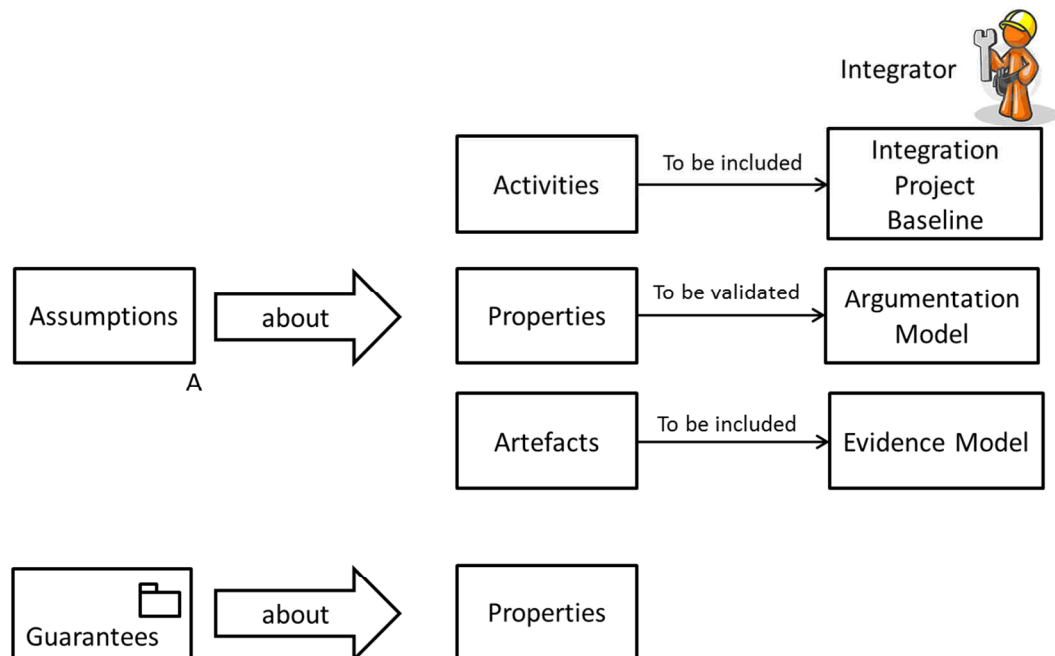 Integrator
Activities
To be included
Integration
Project
Baseline
Assumptions
A
about
Properties
To be validated
Argumentation
Model
Artefacts
To be included
Evidence Model
Guarantees
about
Properties